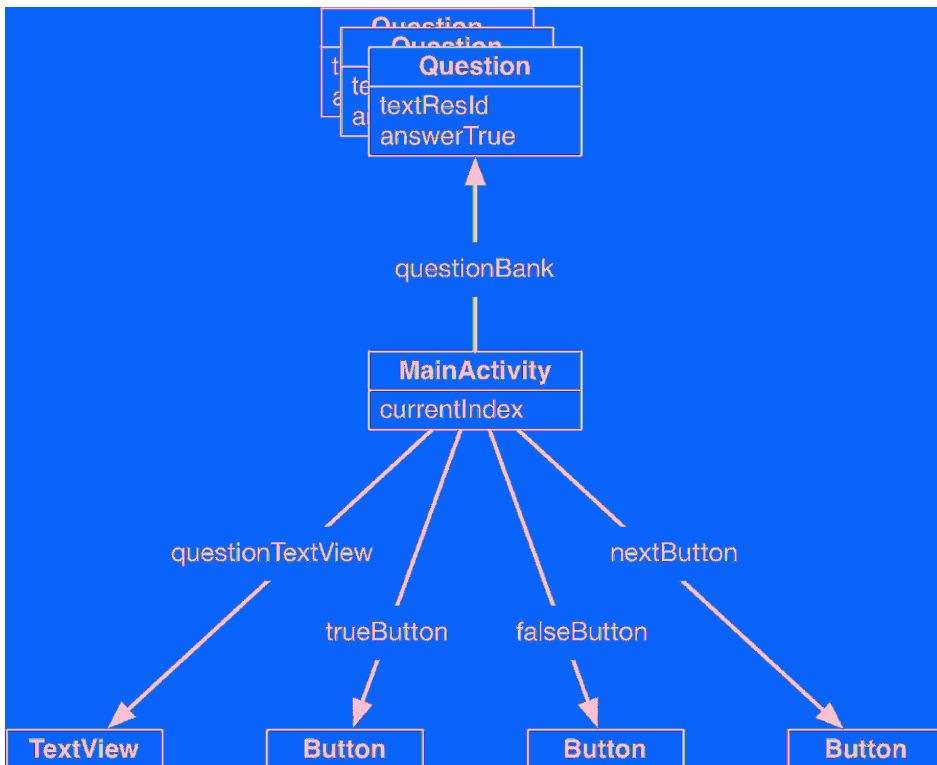 Question
Question
Question
textResId
answerTrue
questionBank
MainActivity
currentIndex
questionTextView
nextButton
trueButton
falseButton
TextView
Button
Button
Button